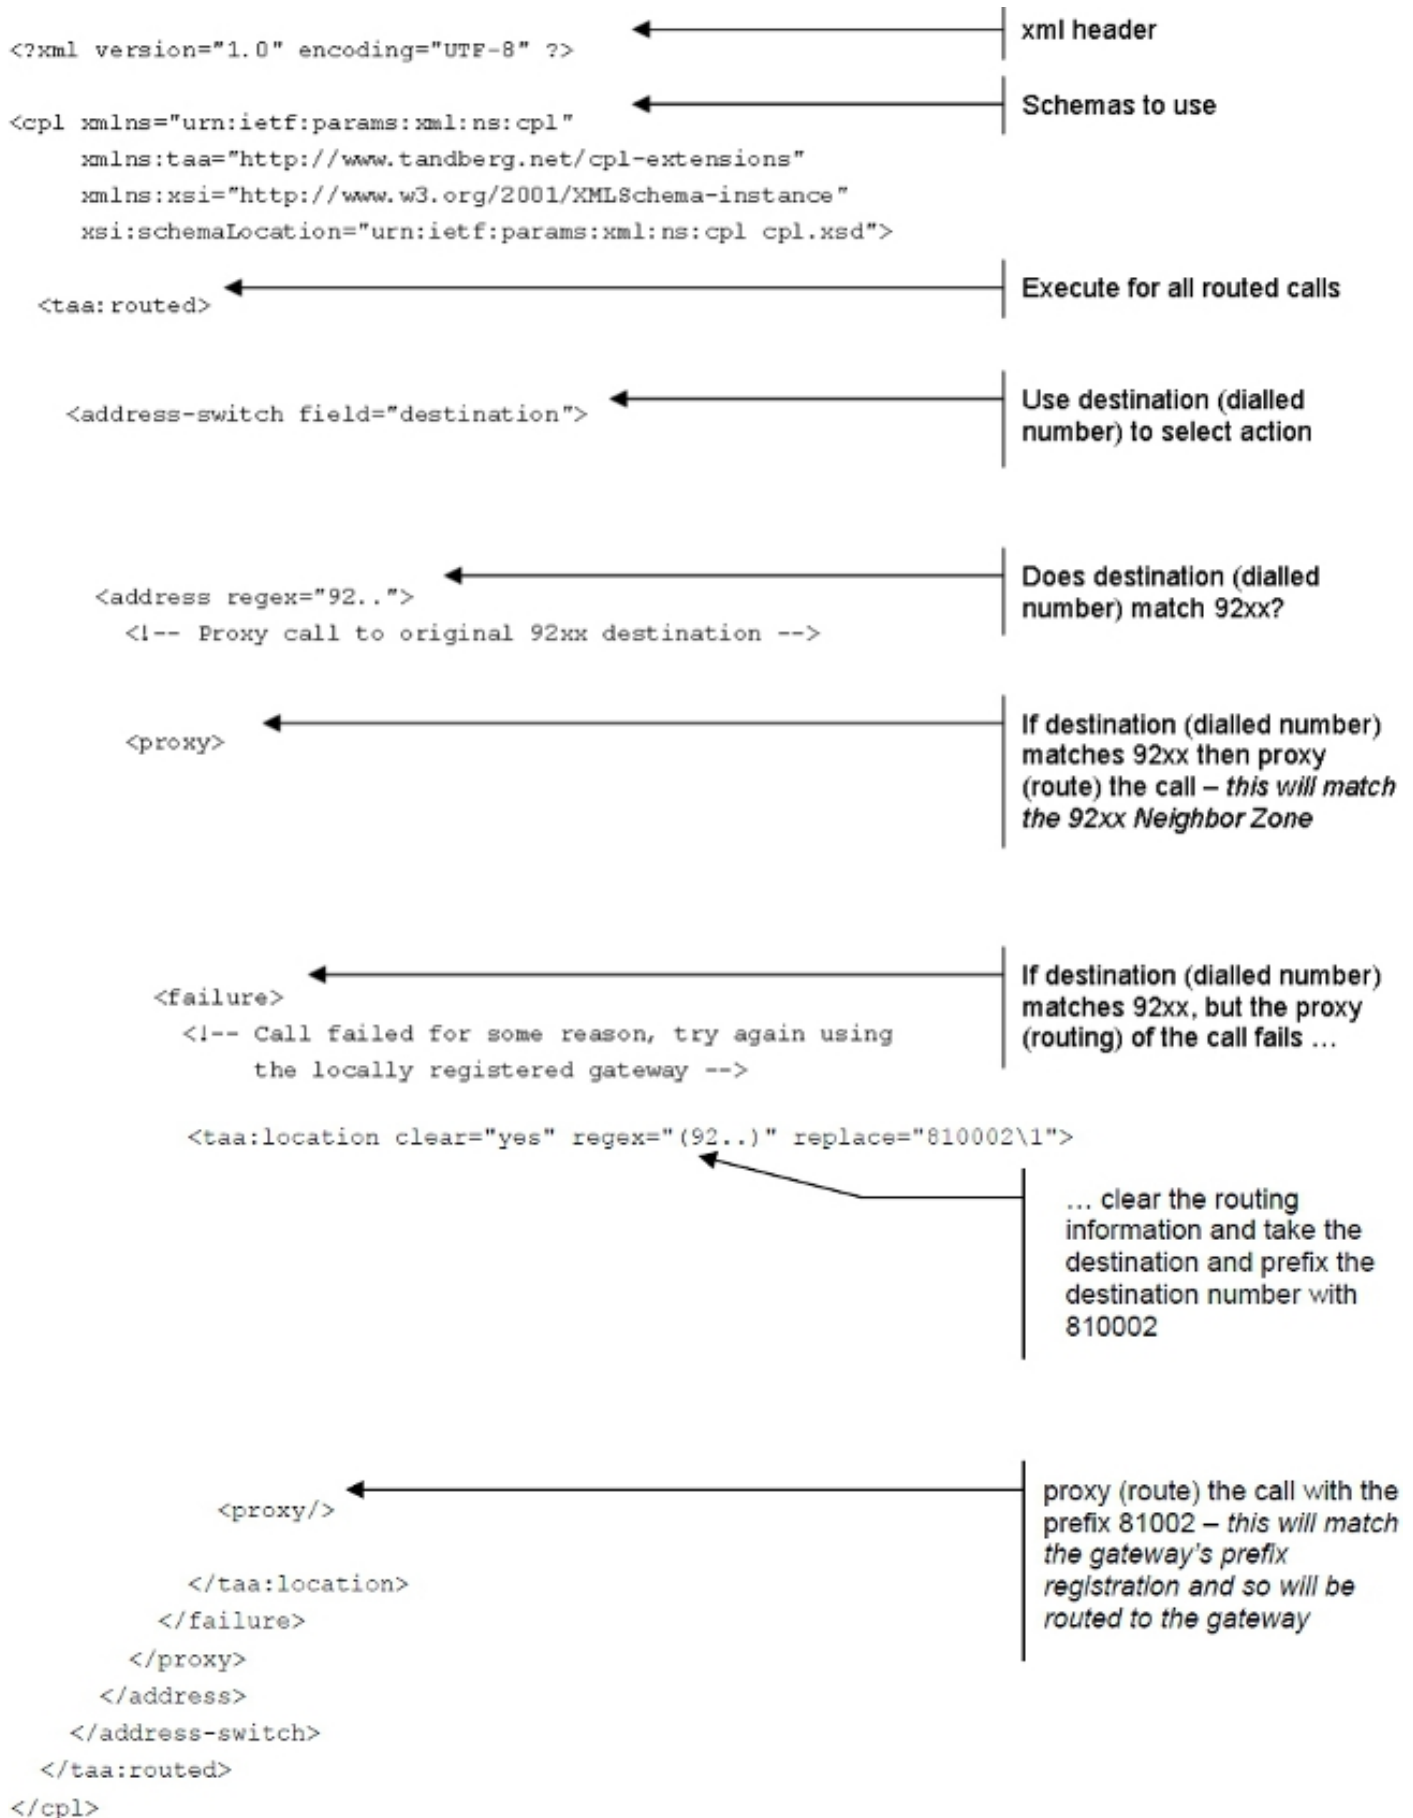 <?xml version="1.0" encoding="UTF-8" ?>
xml header
<cpl xmlns="urn:ietf:params:xml:ns:cpl"
Schemas to use
xmlns:taa="http://www.tandberg.net/cpl-extensions"
xmlns:xsi="http://www.w3.org/2001/XMLSchema-instance"
xsi:schemaLocation="urn:ietf:params:xml:ns:cpl cpl.xsd">
<taa:routed>
Execute for all routed calls
<address-switch field="destination">
Use destination (dialled
number) to select action
<address regex="92..">
<!-- Proxy call to original 92xx destination -->
Does destination (dialled
number) match 92xx?
<proxy>
If destination (dialled number)
matches 92xx then proxy
(route) the call – this will match
the 92xx Neighbor Zone
<failure>
<!-- Call failed for some reason, try again using
the locally registered gateway -->
If destination (dialled number)
matches 92xx, but the proxy
(routing) of the call fails …
<taa:location clear="yes" regex="(92..)" replace="810002\1">
… clear the routing
information and take the
destination and prefix the
destination number with
810002
<proxy/>
proxy (route) the call with the
prefix 81002 – this will match
the gateway's prefix
registration and so will be
routed to the gateway
</taa:location>
</failure>
</proxy>
</address>
</address-switch>
</taa:routed>
</cpl>